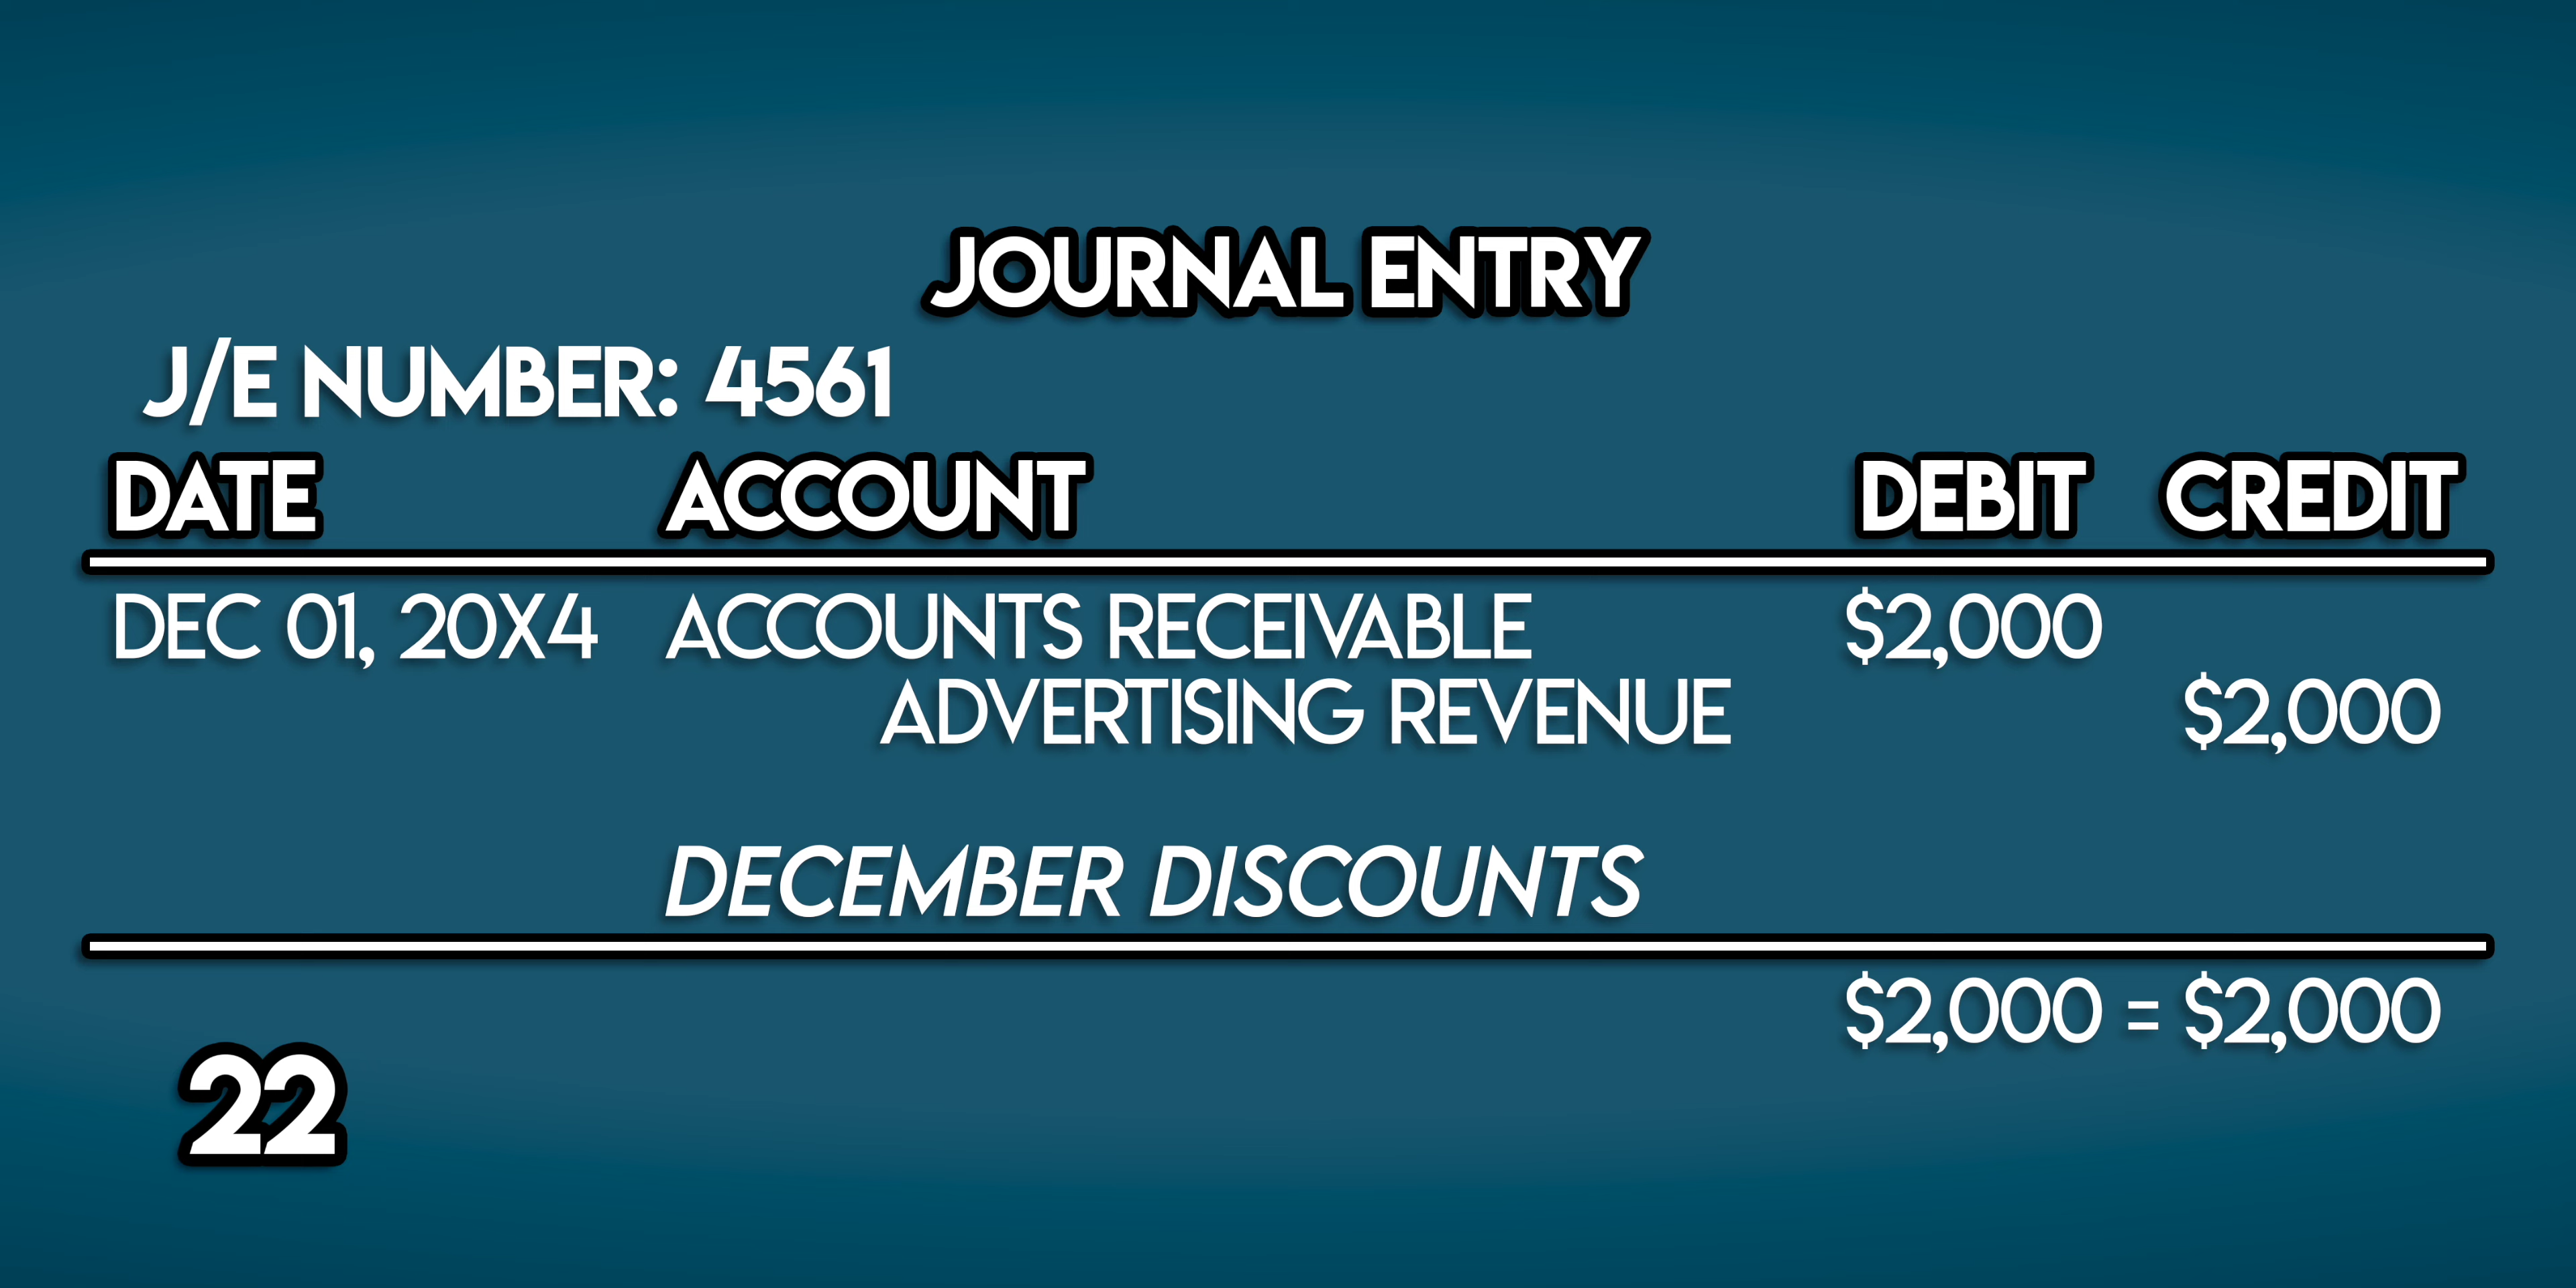 JOURNAL ENTRY
J/E NUMBER: 4561
DATE ACCOUNT DEBIT CREDIT
DEC 01, 20X4 ACCOUNTS RECEIVABLE $2,000
ADVERTISING REVENUE $2,000
DECEMBER DISCOUNTS
$2,000 = $2,000
22